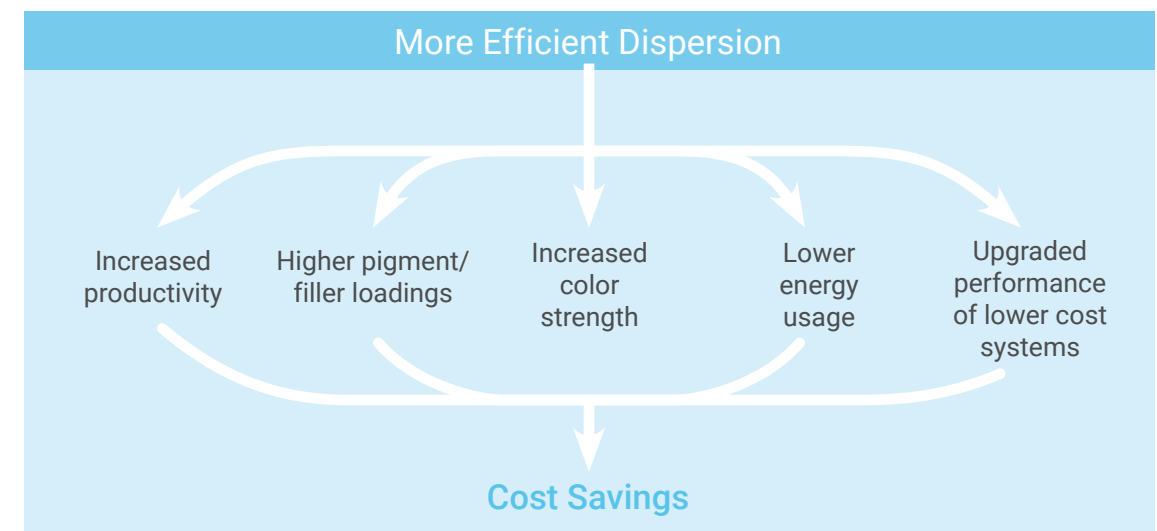 More Efficient Dispersion
Increased
productivity
Higher pigment/
filler loadings
Increased
color
strength
Lower
energy
usage
Upgraded
performance
of lower cost
systems
Cost Savings